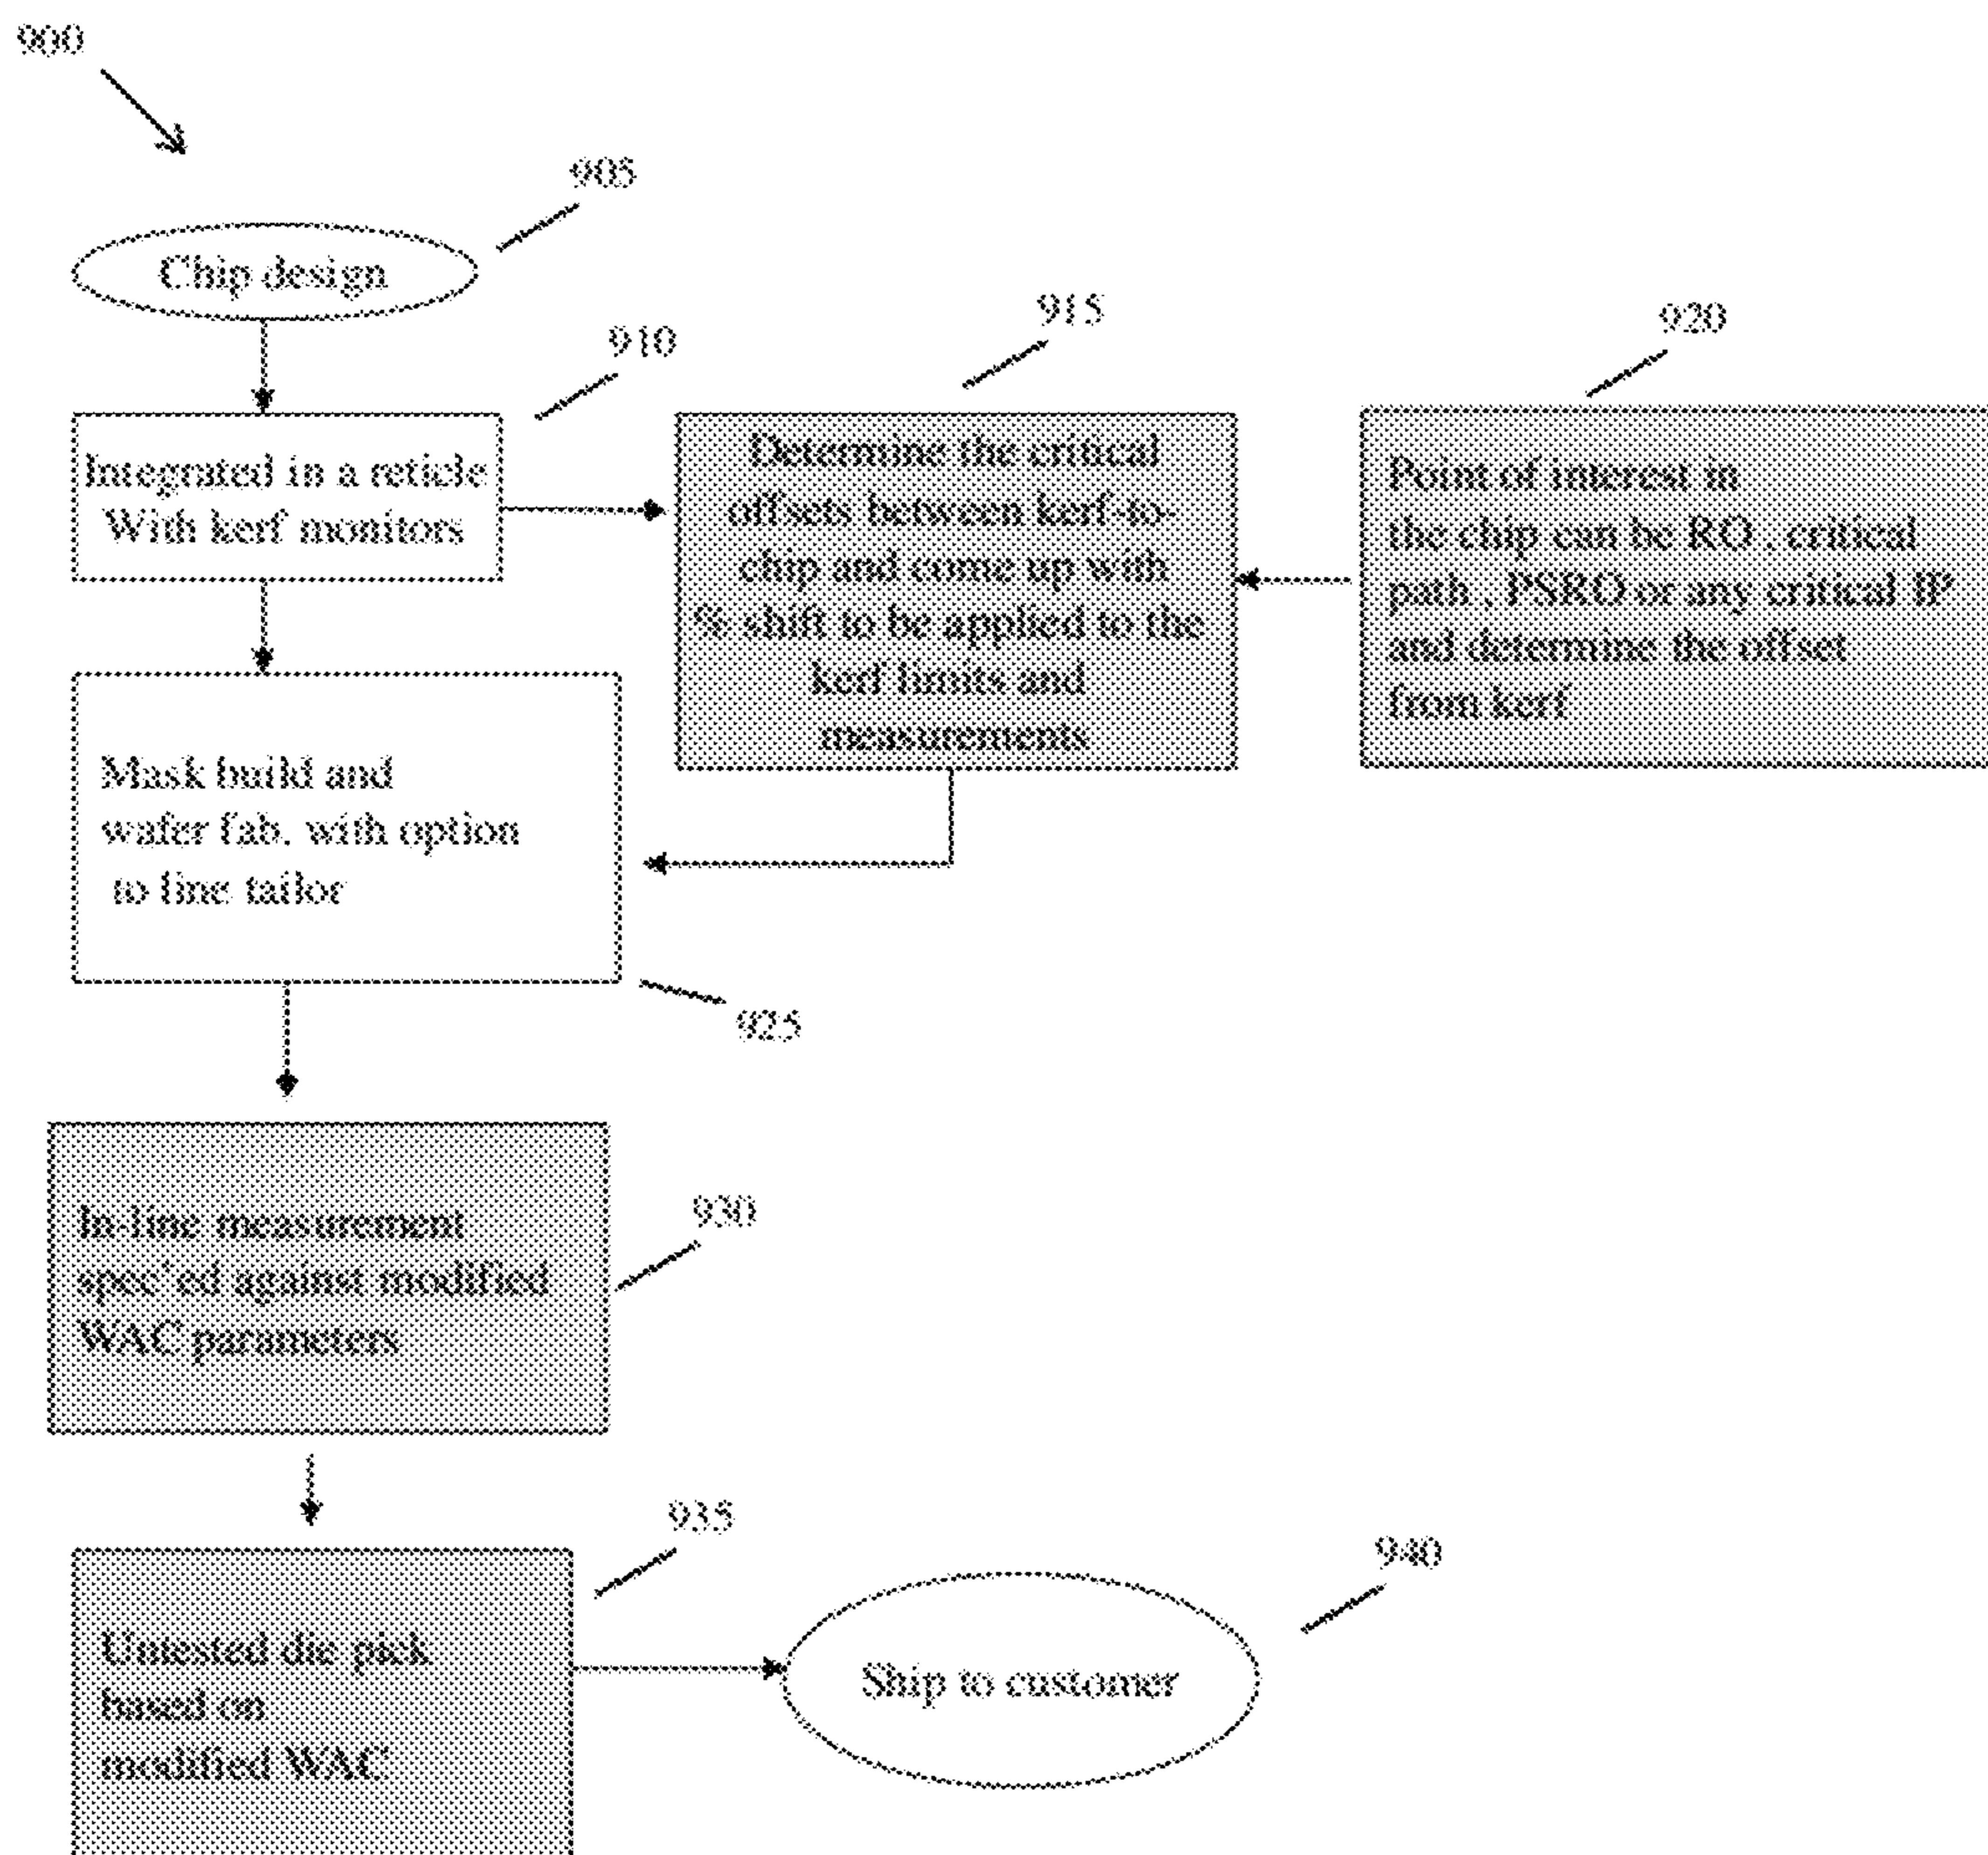 900
905
Chip design
910
915
920
Integrated in a reticle
With kerf monitors
Determine the critical
offsets between kerf-to-
chip and come up with
% shift to be applied to the
kerf limits and
measurements
Point of interest in
the chip can be RO , critical
path , PSRO or any critical IP
and determine the offset
from kerf
Mask build and
wafer fab, with option
to line tailor
925
In-line measurement
spec'ed against modified
WAC parameters
930
935
940
Untested die pick
based on
modified WAC
Ship to customer